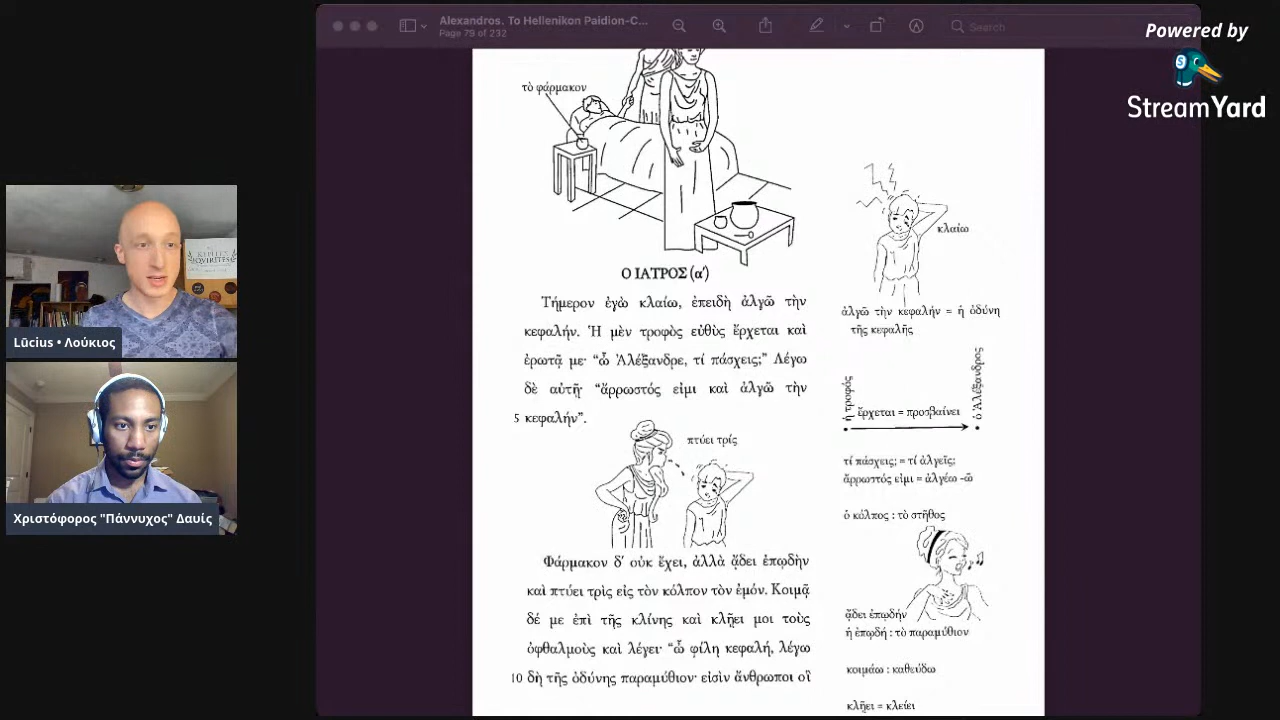 Alexandros. To Hellenikon Paidion-C...
Page 79 of 232
Search
Powered by
StreamYard
Lūcius • Λούκιος
Χριστόφορος "Πάννυχος" Δαυίς
τὸ φάρμακον
Ο ΙΑΤΡΟΣ (α′)
Τήμερον ἐγὼ κλαίω, ἐπειδὴ ἀλγῶ τὴν
κεφαλήν. Ἡ μὲν τροφὸς εὐθὺς ἔρχεται καὶ
ἐρωτᾷ με· “ὦ Ἀλέξανδρε, τί πάσχεις;” Λέγω
δὲ αὐτῇ· “ἄρρωστός εἰμι καὶ ἀλγῶ τὴν
5 κεφαλήν”.
πτύει τρίς
Φάρμακον δ’ οὐκ ἔχει, ἀλλὰ ᾄδει ἐπῳδὴν
καὶ πτύει τρὶς εἰς τὸν κόλπον τὸν ἐμόν. Κοιμᾷ
δέ με ἐπὶ τῆς κλίνης καὶ κλῄει μοι τοὺς
ὀφθαλμοὺς καὶ λέγει· “ὦ φίλη κεφαλή, λέγω
10 δὴ τῆς ὀδύνης παραμύθιον· εἰσὶν ἄνθρωποι οἳ
κλαίω
ἀλγῶ τὴν κεφαλήν = ἡ ὀδύνη
τῆς κεφαλῆς
ἡ τροφός
ἔρχεται = προσβαίνει
ὁ Ἀλέξανδρος
τί πάσχεις; = τί ἀλγεῖς;
ἄρρωστός εἰμι = ἀλγέω -ῶ
ὁ κόλπος : τὸ στῆθος
ᾄδει ἐπῳδήν
ἡ ἐπῳδή : τὸ παραμύθιον
κοιμάω : καθεύδω
κλῄει = κλείει